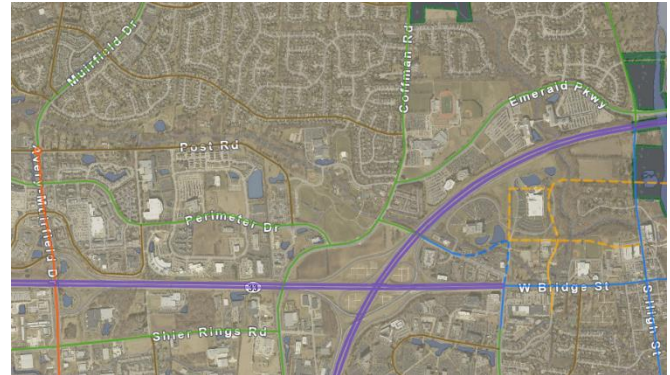 Muirfield Dr
Coffman Rd
Emerald Pkwy
Post Rd
Avery-Muirfield Dr
Perimeter Dr
33
W Bridge St
S High St
Shier Rings Rd